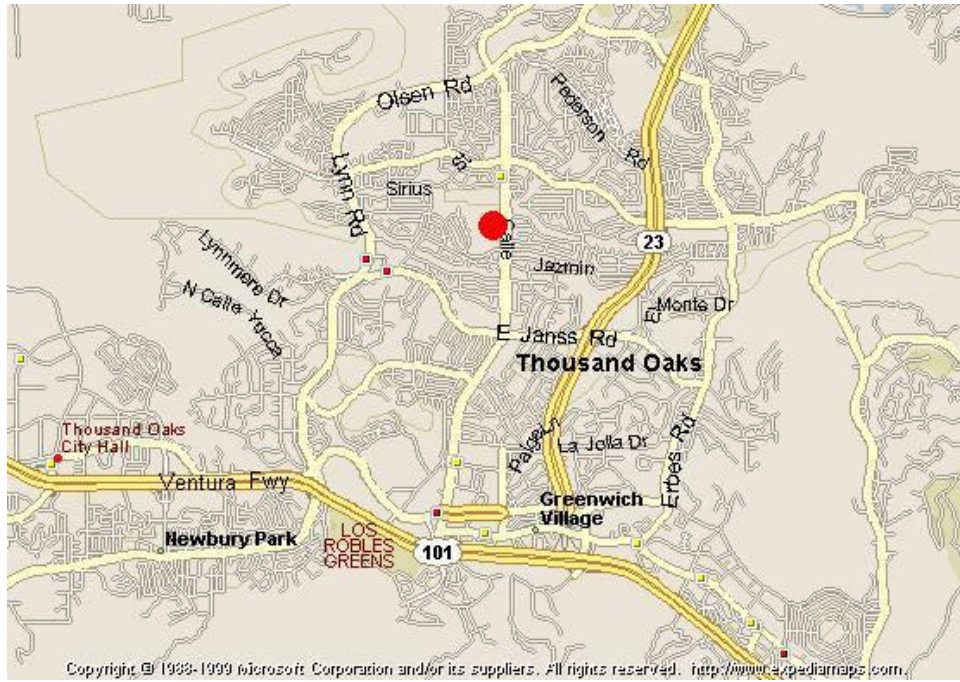 Olsen Rd
Pederson Rd
Lynn Rd
Rd
Sirius
Calle
23
Lynnmere Dr
Jazmin
N Calle Yucca
El Monte Dr
E Janss Rd
Thousand Oaks
Thousand Oaks
City Hall
Paige
La Jolla Dr
Erbes Rd
Ventura Fwy
Greenwich
Village
Newbury Park
LOS
ROBLES
GREENS
101
Copyright © 1988-1999 Microsoft Corporation and/or its suppliers. All rights reserved. http://www.expediamaps.com.